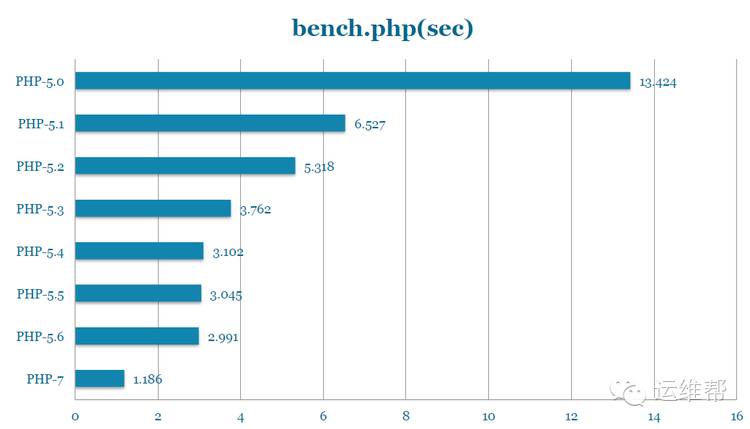 bench.php(sec)
PHP-5.0 13.424
PHP-5.1 6.527
PHP-5.2 5.318
PHP-5.3 3.762
PHP-5.4 3.102
PHP-5.5 3.045
PHP-5.6 2.991
PHP-7 1.186
运维帮
0 2 4 6 8 10 12 14 16